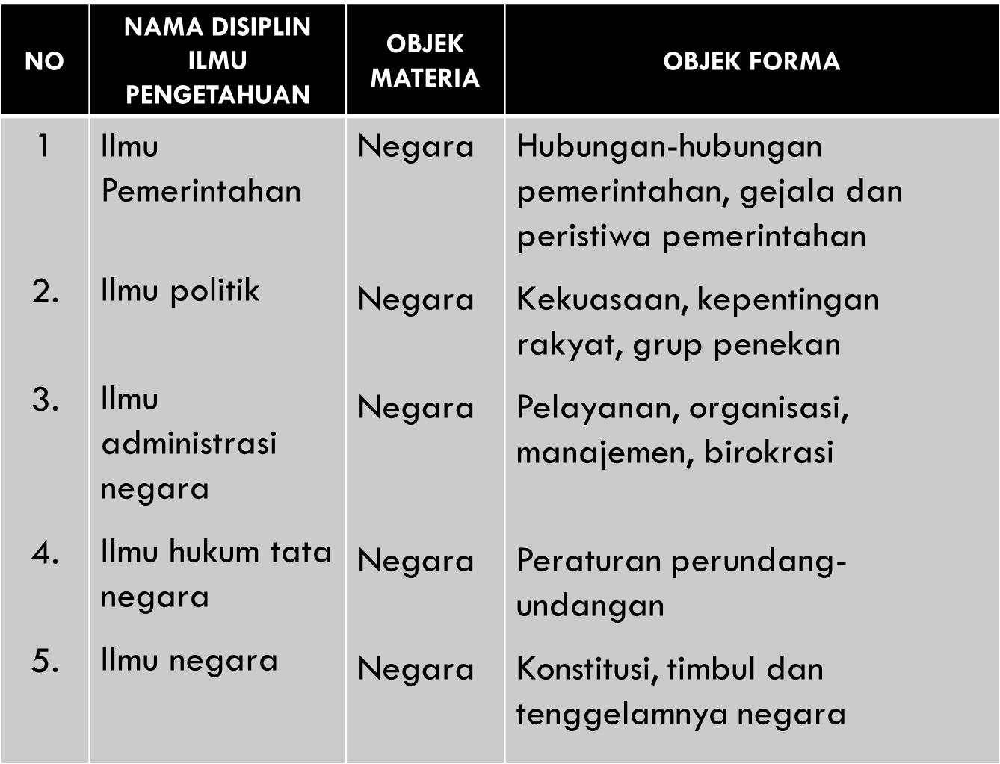 NO
NAMA DISIPLIN
ILMU
PENGETAHUAN
OBJEK
MATERIA
OBJEK FORMA
1
Ilmu
Pemerintahan
Negara
Hubungan-hubungan
pemerintahan, gejala dan
peristiwa pemerintahan
2.
Ilmu politik
Negara
Kekuasaan, kepentingan
rakyat, grup penekan
3.
Ilmu
administrasi
negara
Negara
Pelayanan, organisasi,
manajemen, birokrasi
4.
Ilmu hukum tata
negara
Negara
Peraturan perundang-
undangan
5.
Ilmu negara
Negara
Konstitusi, timbul dan
tenggelamnya negara